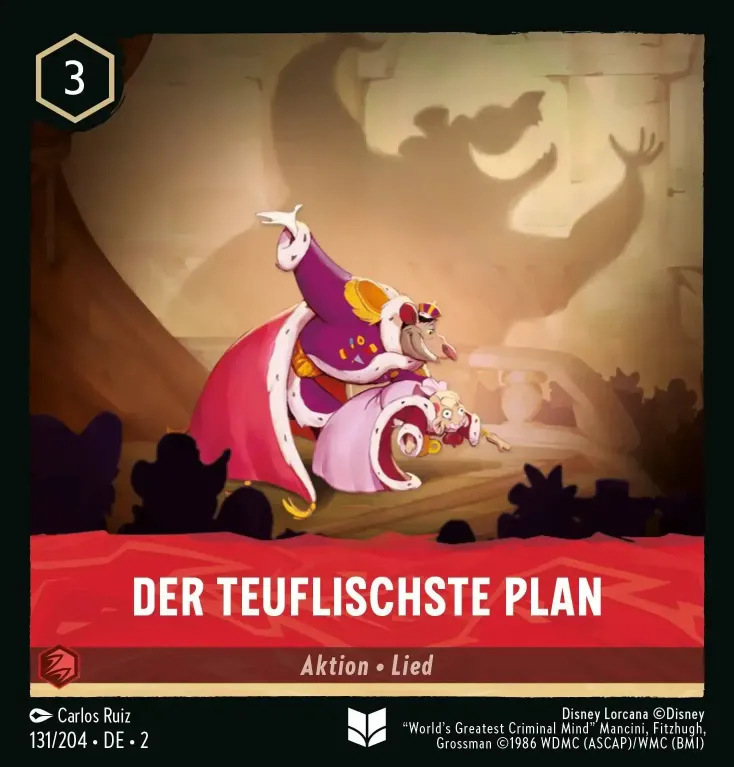 3
DER TEUFLISCHSTE PLAN
Aktion • Lied
Carlos Ruiz
131/204 • DE • 2
Disney Lorcana ©Disney
“World’s Greatest Criminal Mind” Mancini, Fitzhugh,
Grossman ©1986 WDMC (ASCAP)/WMC (BMI)